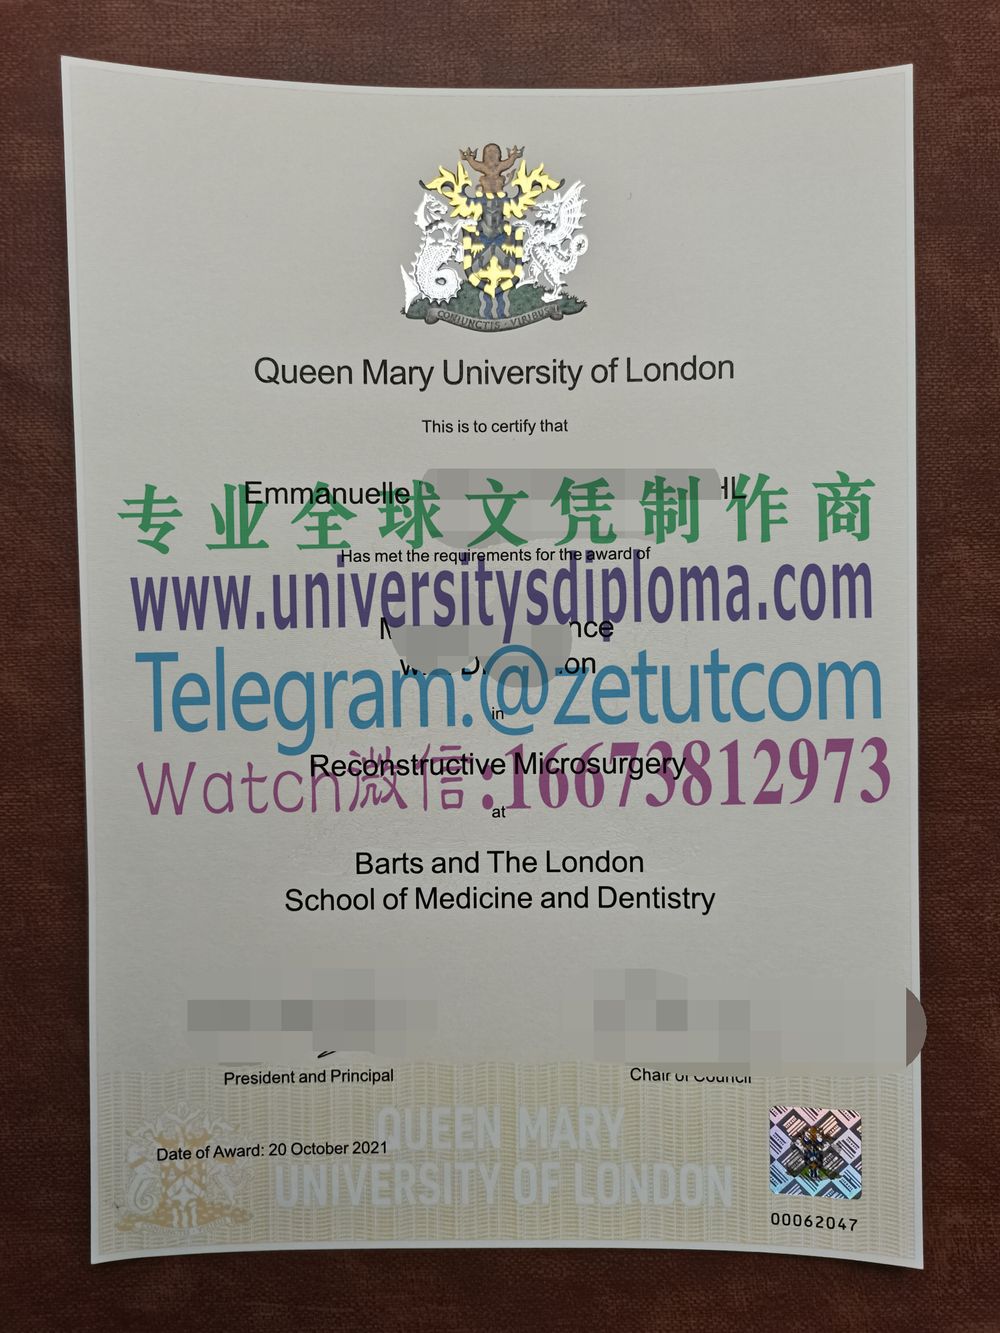 CONJUNCTIS VIRIBUS
Queen Mary University of London
This is to certify that
Emmanuelle HL
专业全球文凭制作商
Has met the requirements for the award of
www.universitysdiploma.com
Telegram:@zetutcom
in
Reconstructive Microsurgery
Watch微信:16673812973
at
Barts and The London
School of Medicine and Dentistry
President and Principal
Chair of Council
QUEEN MARY
Date of Award: 20 October 2021
UNIVERSITY OF LONDON
00062047